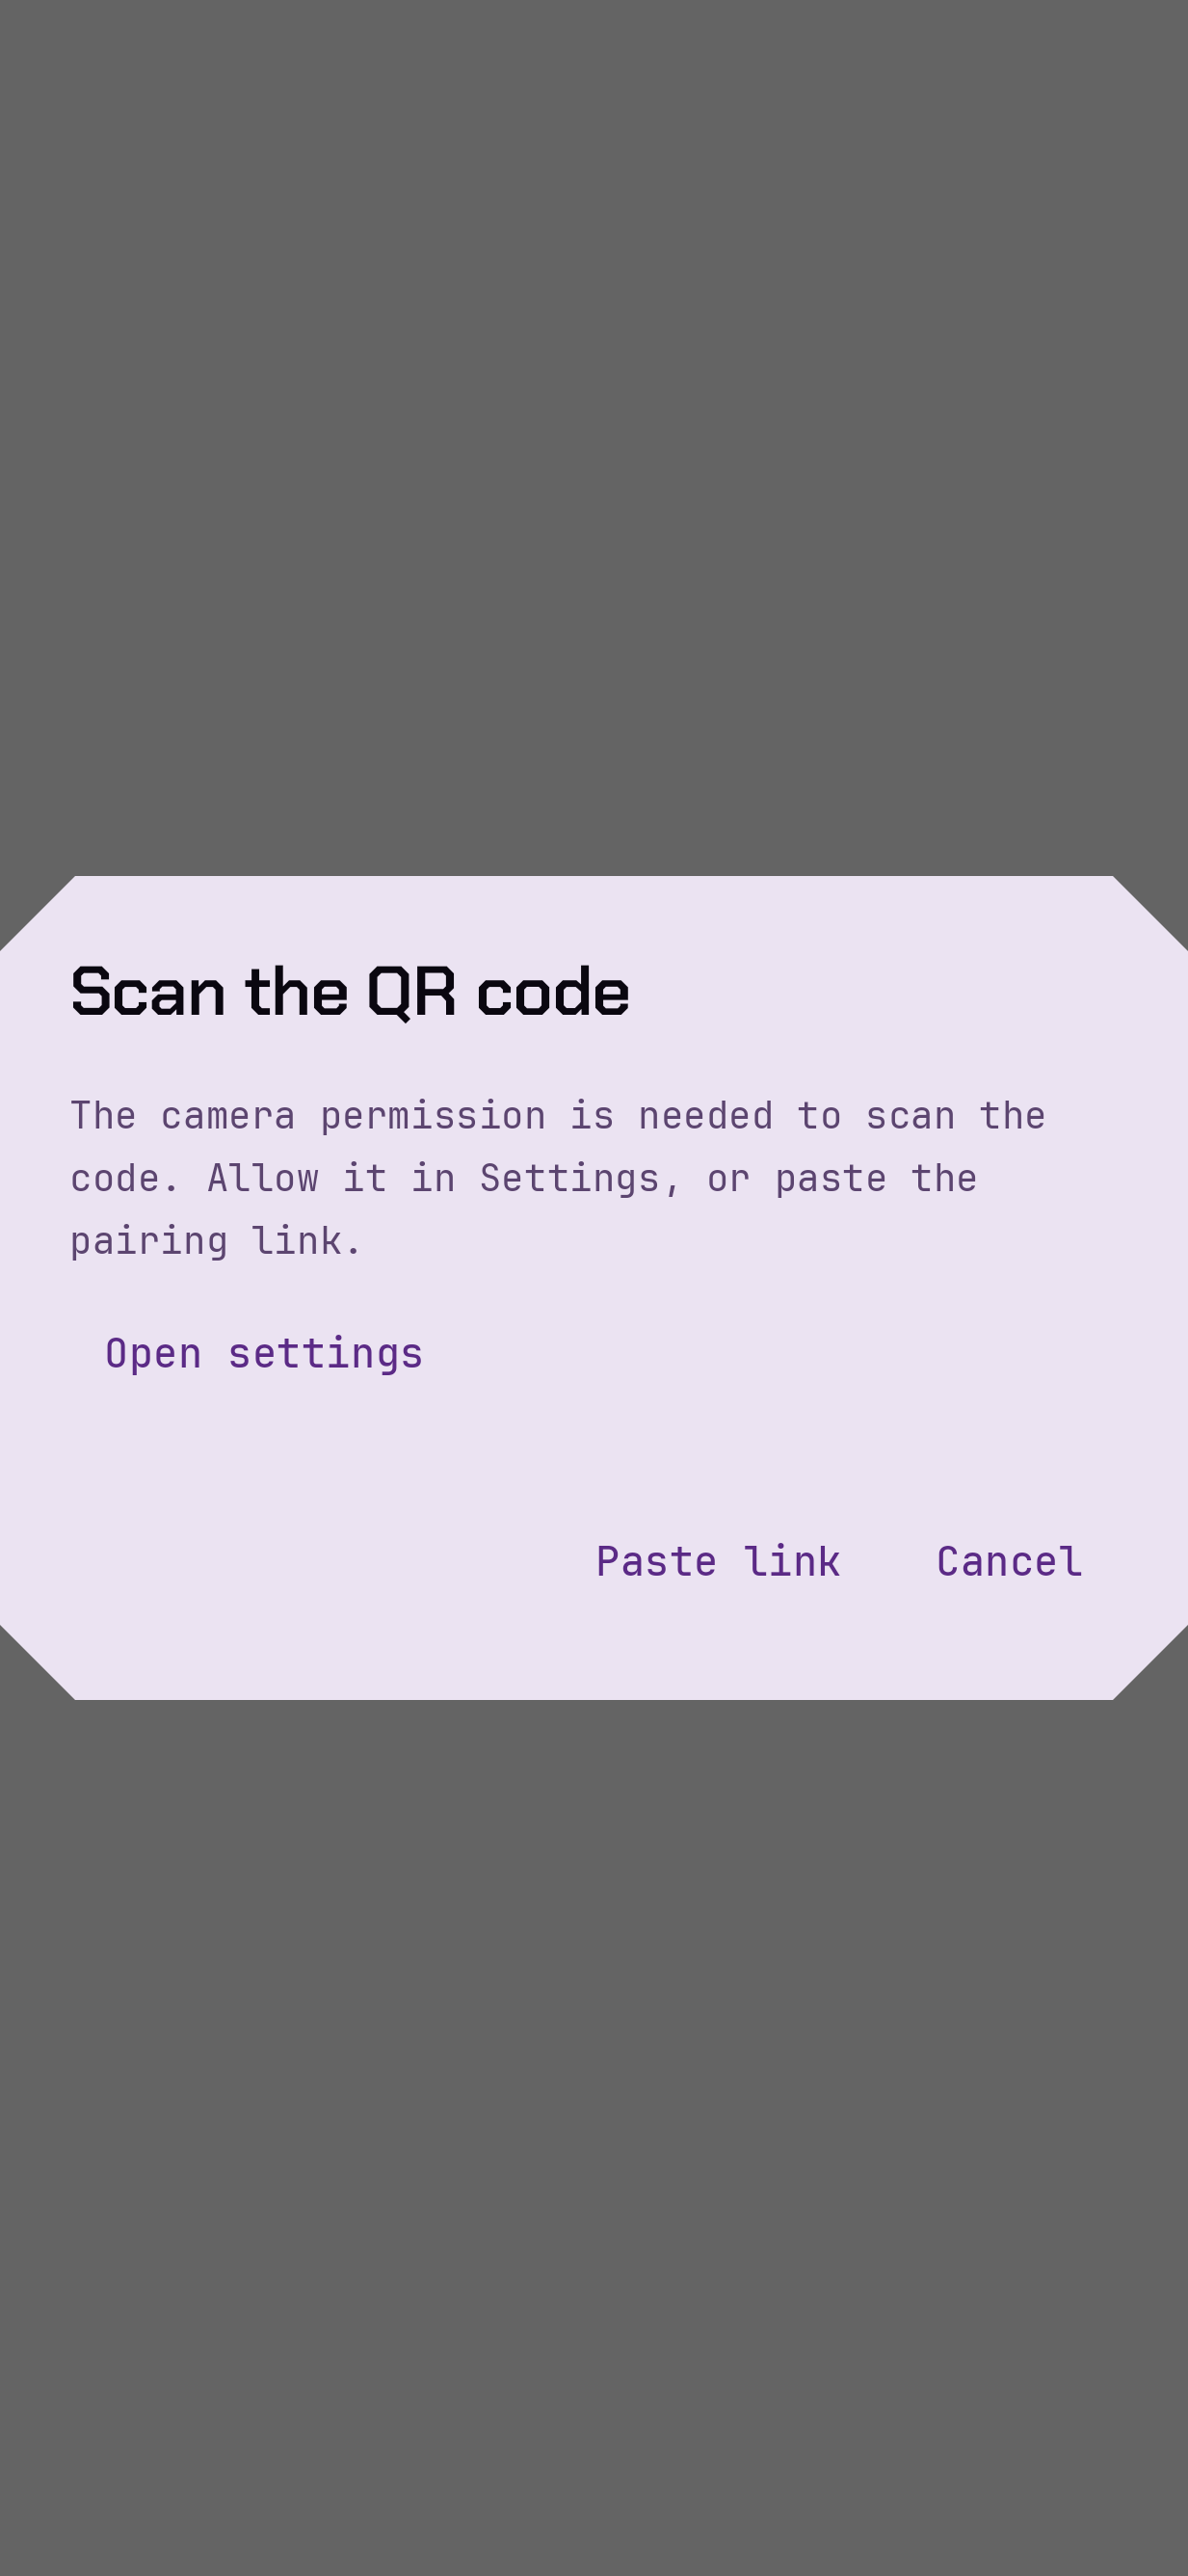 Scan the QR code
The camera permission is needed to scan the
code. Allow it in Settings, or paste the
pairing link.
Open settings
Paste link Cancel